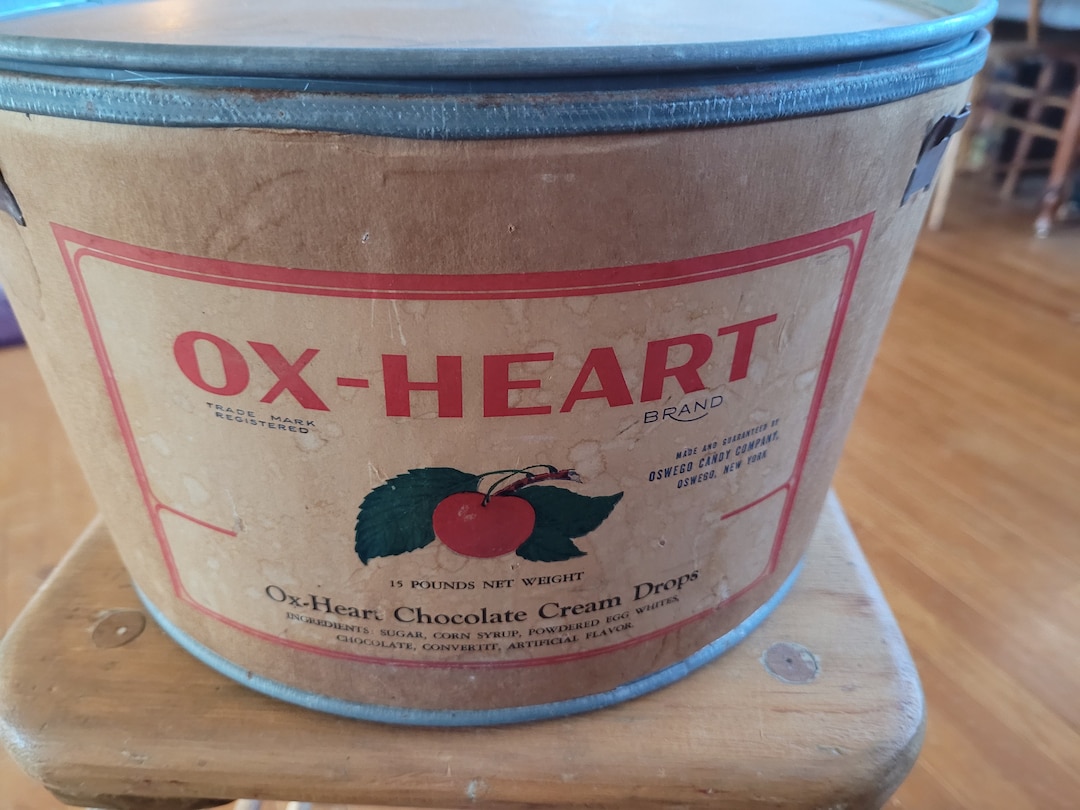 OX-HEART
TRADE MARK
REGISTERED
BRAND
MADE AND GUARANTEED BY
OSWEGO CANDY COMPANY,
OSWEGO, NEW YORK
15 POUNDS NET WEIGHT
Ox-Heart Chocolate Cream Drops
INGREDIENTS: SUGAR, CORN SYRUP, POWDERED EGG WHITES,
CHOCOLATE, CONVERTIT, ARTIFICIAL FLAVOR.